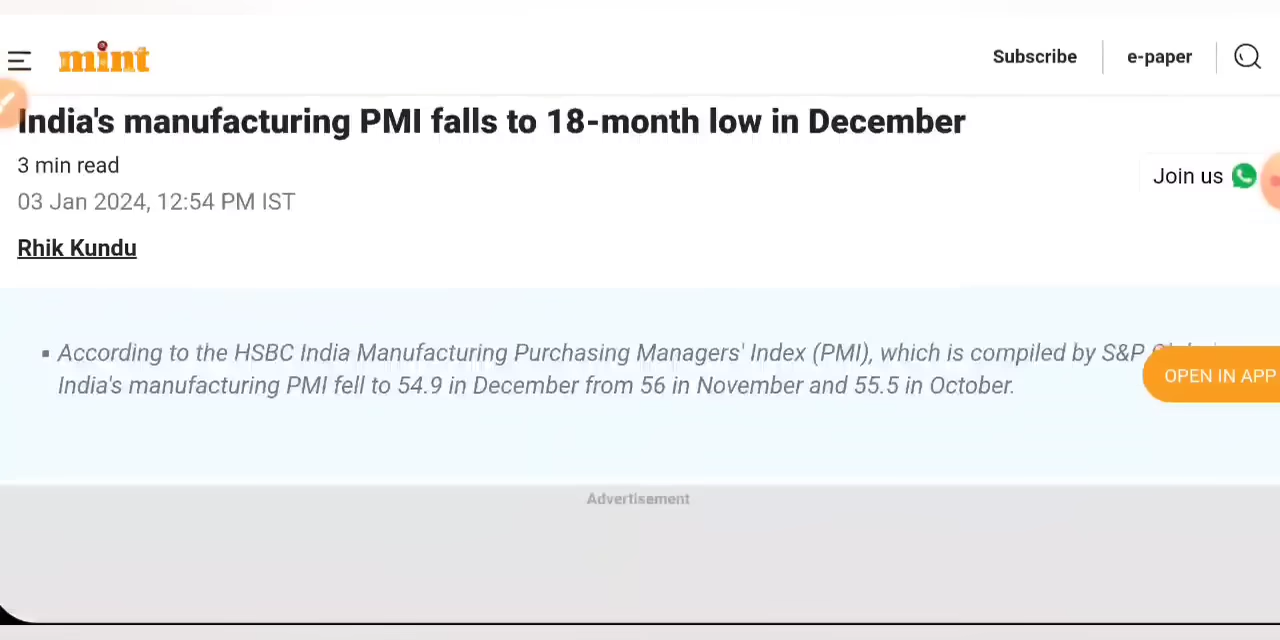 mint
Subscribe
e-paper
India's manufacturing PMI falls to 18-month low in December
3 min read
Join us
03 Jan 2024, 12:54 PM IST
Rhik Kundu
▪ According to the HSBC India Manufacturing Purchasing Managers' Index (PMI), which is compiled by S&P
India's manufacturing PMI fell to 54.9 in December from 56 in November and 55.5 in October.
OPEN IN APP
Advertisement